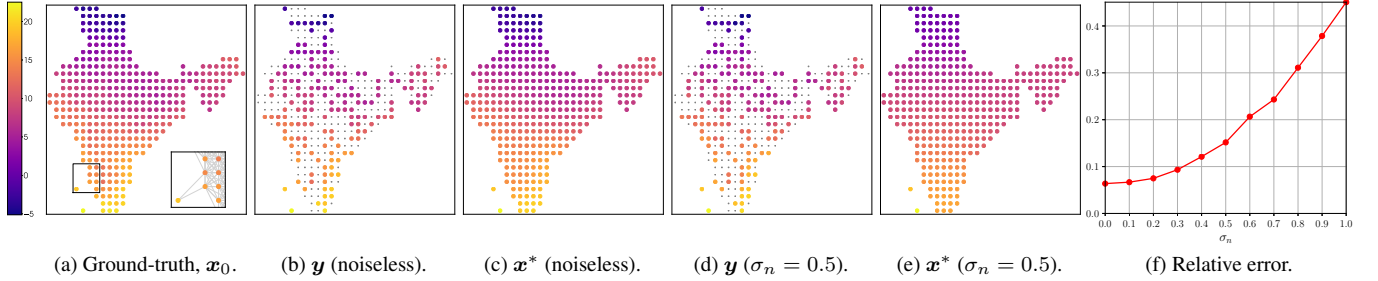 20
15
10
5
0
−5
0.4
0.3
0.2
0.1
0.0
0.0 0.1 0.2 0.3 0.4 0.5 0.6 0.7 0.8 0.9 1.0
σₙ
(a) Ground-truth, x₀.
(b) y (noiseless).
(c) x* (noiseless).
(d) y (σₙ = 0.5).
(e) x* (σₙ = 0.5).
(f) Relative error.